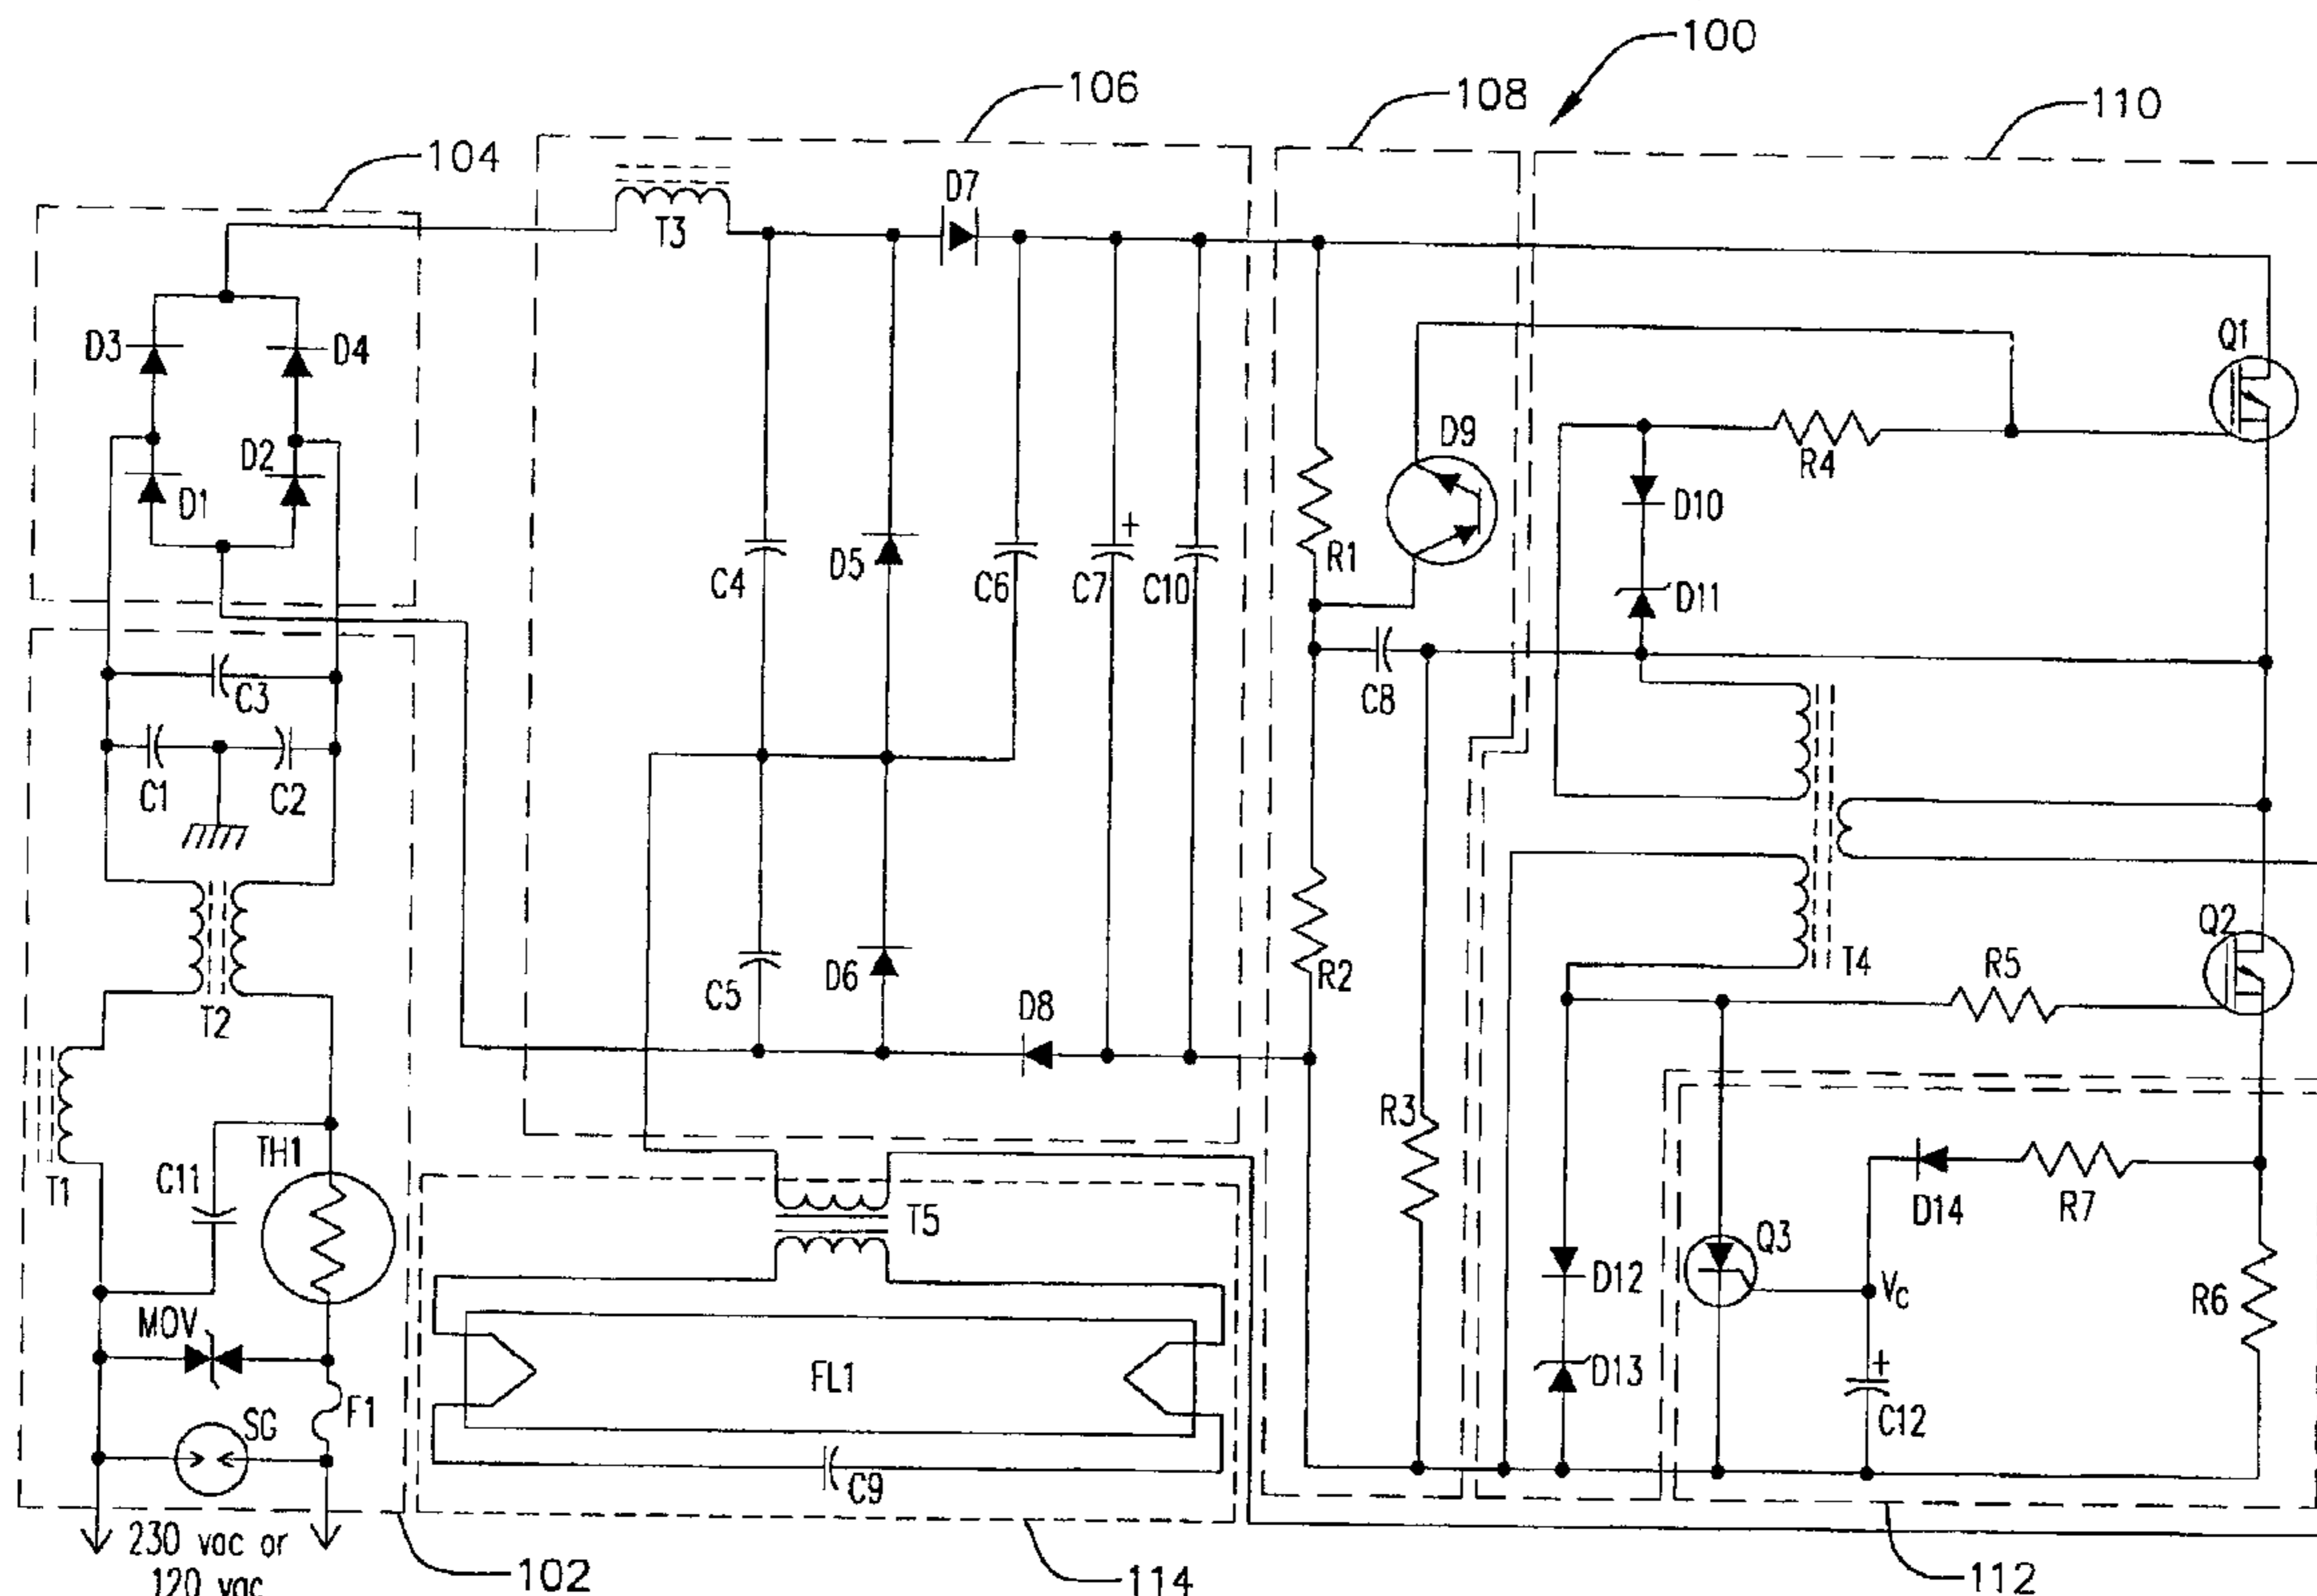 100
106
108
110
104
D7
T3
Q1
D3
D4
D9
D2
R4
D1
D10
R1
D5
C4
C6
C7
+
C10
D11
C3
C8
C1
C2
Q2
T4
R5
R2
D6
C5
D8
T2
R3
TH1
C11
T1
T5
D14
R7
Q3
D12
Vc
R6
MOV
FL1
D13
+
C12
F1
SG
C9
230 vac or
120 vac
102
114
112